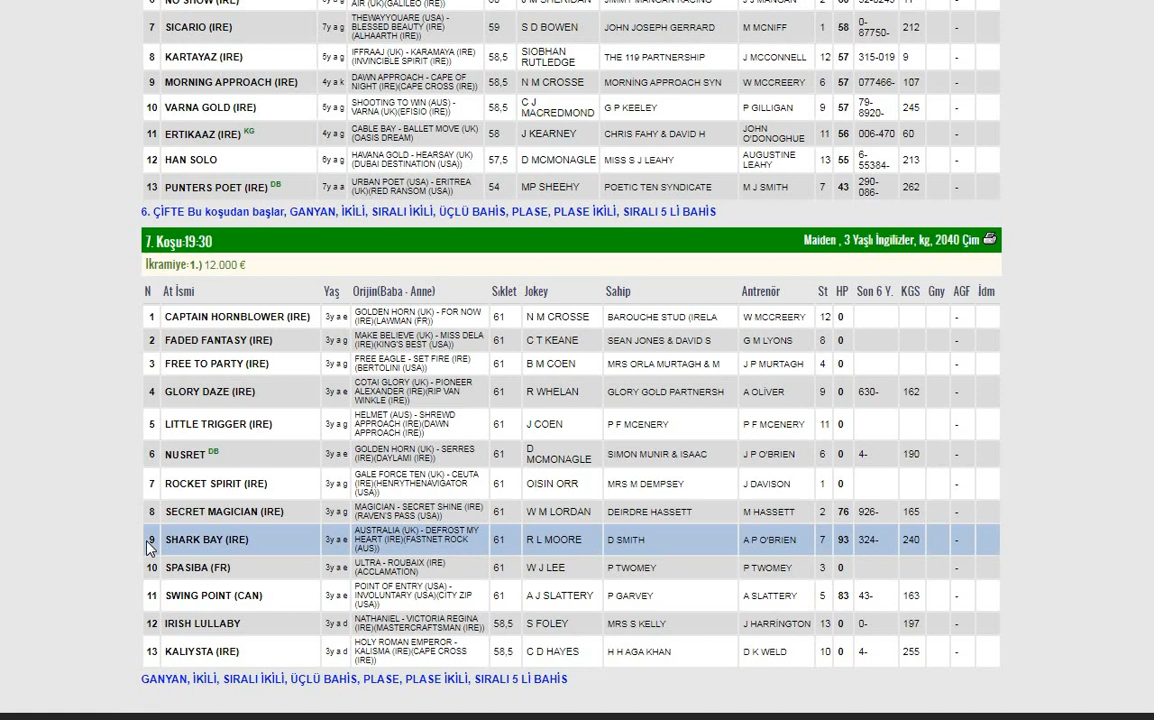 NO SHOW (IRE) AIR (UK)(GALILEO (IRE))
7 SICARIO (IRE) 7y a g THEWAYYOUARE (USA) - BLESSED BEAUTY (IRE) (ALHAARTH (IRE)) 59 S D BOWEN JOHN JOSEPH GERRARD M MCNIFF 1 58 0-87750- 212
8 KARTAYAZ (IRE) 5y a g IFFRAAJ (UK) - KARAMAYA (IRE) (INVINCIBLE SPIRIT (IRE)) 58,5 SIOBHAN RUTLEDGE THE 119 PARTNERSHIP J MCCONNELL 12 57 315-019 9 -
9 MORNING APPROACH (IRE) 4y a k DAWN APPROACH - CAPE OF NIGHT (IRE)(CAPE CROSS (IRE)) 58,5 N M CROSSE MORNİNG APPROACH SYN W MCCREERY 6 57 077466- 107 -
10 VARNA GOLD (IRE) 5y a g SHOOTING TO WIN (AUS) - VARNA (UK)(EFISIO (IRE)) 58,5 C J MACREDMOND G P KEELEY P GILLIGAN 9 57 79-8920- 245 -
11 ERTIKAAZ (IRE) KG 4y a g CABLE BAY - BALLET MOVE (UK) (OASIS DREAM) 58 J KEARNEY CHRIS FAHY & DAVID H JOHN O'DONOGHUE 11 56 006-470 60 -
12 HAN SOLO 6y a g HAVANA GOLD - HEARSAY (UK) (DUBAI DESTINATION (USA)) 57,5 D MCMONAGLE MISS S J LEAHY AUGUSTINE LEAHY 13 55 6-55384- 213 -
13 PUNTERS POET (IRE) DB 7y a a URBAN POET (USA) - ERITREA (UK)(RED RANSOM (USA)) 54 MP SHEEHY POETIC TEN SYNDICATE M J SMITH 7 43 290-086- 262 -
6. ÇİFTE Bu koşudan başlar, GANYAN, İKİLİ, SIRALI İKİLİ, ÜÇLÜ BAHİS, PLASE, PLASE İKİLİ, SIRALI 5 Lİ BAHİS
7. Koşu:19:30 Maiden , 3 Yaşlı İngilizler, kg, 2040 Çim
İkramiye:1.) 12.000 €
N At İsmi Yaş Orijin(Baba - Anne) Sıklet Jokey Sahip Antrenör St HP Son 6 Y. KGS Gny AGF İdm
1 CAPTAIN HORNBLOWER (IRE) 3y a e GOLDEN HORN (UK) - FOR NOW (IRE)(LAWMAN (FR)) 61 N M CROSSE BAROUCHE STUD (IRELA W MCCREERY 12 0 -
2 FADED FANTASY (IRE) 3y a g MAKE BELIEVE (UK) - MISS DELA (IRE)(KING'S BEST (USA)) 61 C T KEANE SEAN JONES & DAVID S G M LYONS 8 0 -
3 FREE TO PARTY (IRE) 3y a g FREE EAGLE - SET FIRE (IRE) (BERTOLINI (USA)) 61 B M COEN MRS ORLA MURTAGH & M J P MURTAGH 4 0 -
4 GLORY DAZE (IRE) 3y a e COTAI GLORY (UK) - PIONEER ALEXANDER (IRE)(RIP VAN WINKLE (IRE)) 61 R WHELAN GLORY GOLD PARTNERSH A OLİVER 9 0 630- 162 -
5 LITTLE TRIGGER (IRE) 3y a g HELMET (AUS) - SHREWD APPROACH (IRE)(DAWN APPROACH (IRE)) 61 J COEN P F MCENERY P F MCENERY 11 0 -
6 NUSRET DB 3y a e GOLDEN HORN (UK) - SERRES (IRE)(DAYLAMI (IRE)) 61 D MCMONAGLE SIMON MUNIR & ISAAC J P O'BRIEN 6 0 4- 190 -
7 ROCKET SPIRIT (IRE) 3y a g GALE FORCE TEN (UK) - CEUTA (IRE)(HENRYTHENAVIGATOR (USA)) 61 OISIN ORR MRS M DEMPSEY J DAVISON 1 0 -
8 SECRET MAGICIAN (IRE) 3y a g MAGICIAN - SECRET SHINE (IRE) (RAVEN'S PASS (USA)) 61 W M LORDAN DEIRDRE HASSETT M HASSETT 2 76 926- 165 -
9 SHARK BAY (IRE) 3y a e AUSTRALIA (UK) - DEFROST MY HEART (IRE)(FASTNET ROCK (AUS)) 61 R L MOORE D SMITH A P O'BRIEN 7 93 324- 240 -
10 SPASIBA (FR) 3y a e ULTRA - ROUBAIX (IRE) (ACCLAMATION) 61 W J LEE P TWOMEY P TWOMEY 3 0 -
11 SWING POINT (CAN) 3y a e POINT OF ENTRY (USA) - INVOLUNTARY (USA)(CITY ZIP (USA)) 61 A J SLATTERY P GARVEY A SLATTERY 5 83 43- 163 -
12 IRISH LULLABY 3y a d NATHANIEL - VICTORIA REGINA (IRE)(MASTERCRAFTSMAN (IRE)) 58,5 S FOLEY MRS S KELLY J HARRİNGTON 13 0 0- 197 -
13 KALIYSTA (IRE) 3y a d HOLY ROMAN EMPEROR - KALISMA (IRE)(CAPE CROSS (IRE)) 58,5 C D HAYES H H AGA KHAN D K WELD 10 0 4- 255 -
GANYAN, İKİLİ, SIRALI İKİLİ, ÜÇLÜ BAHİS, PLASE, PLASE İKİLİ, SIRALI 5 Lİ BAHİS